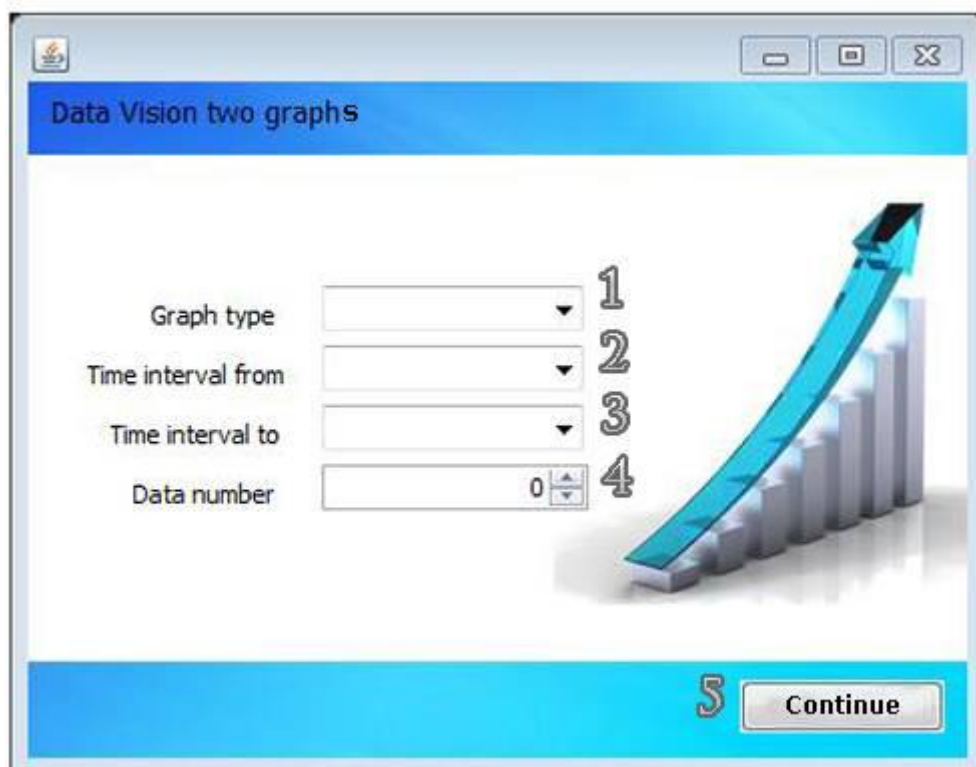 Data Vision two graphs
Graph type 1
Time interval from 2
Time interval to 3
Data number 0 4
5 Continue